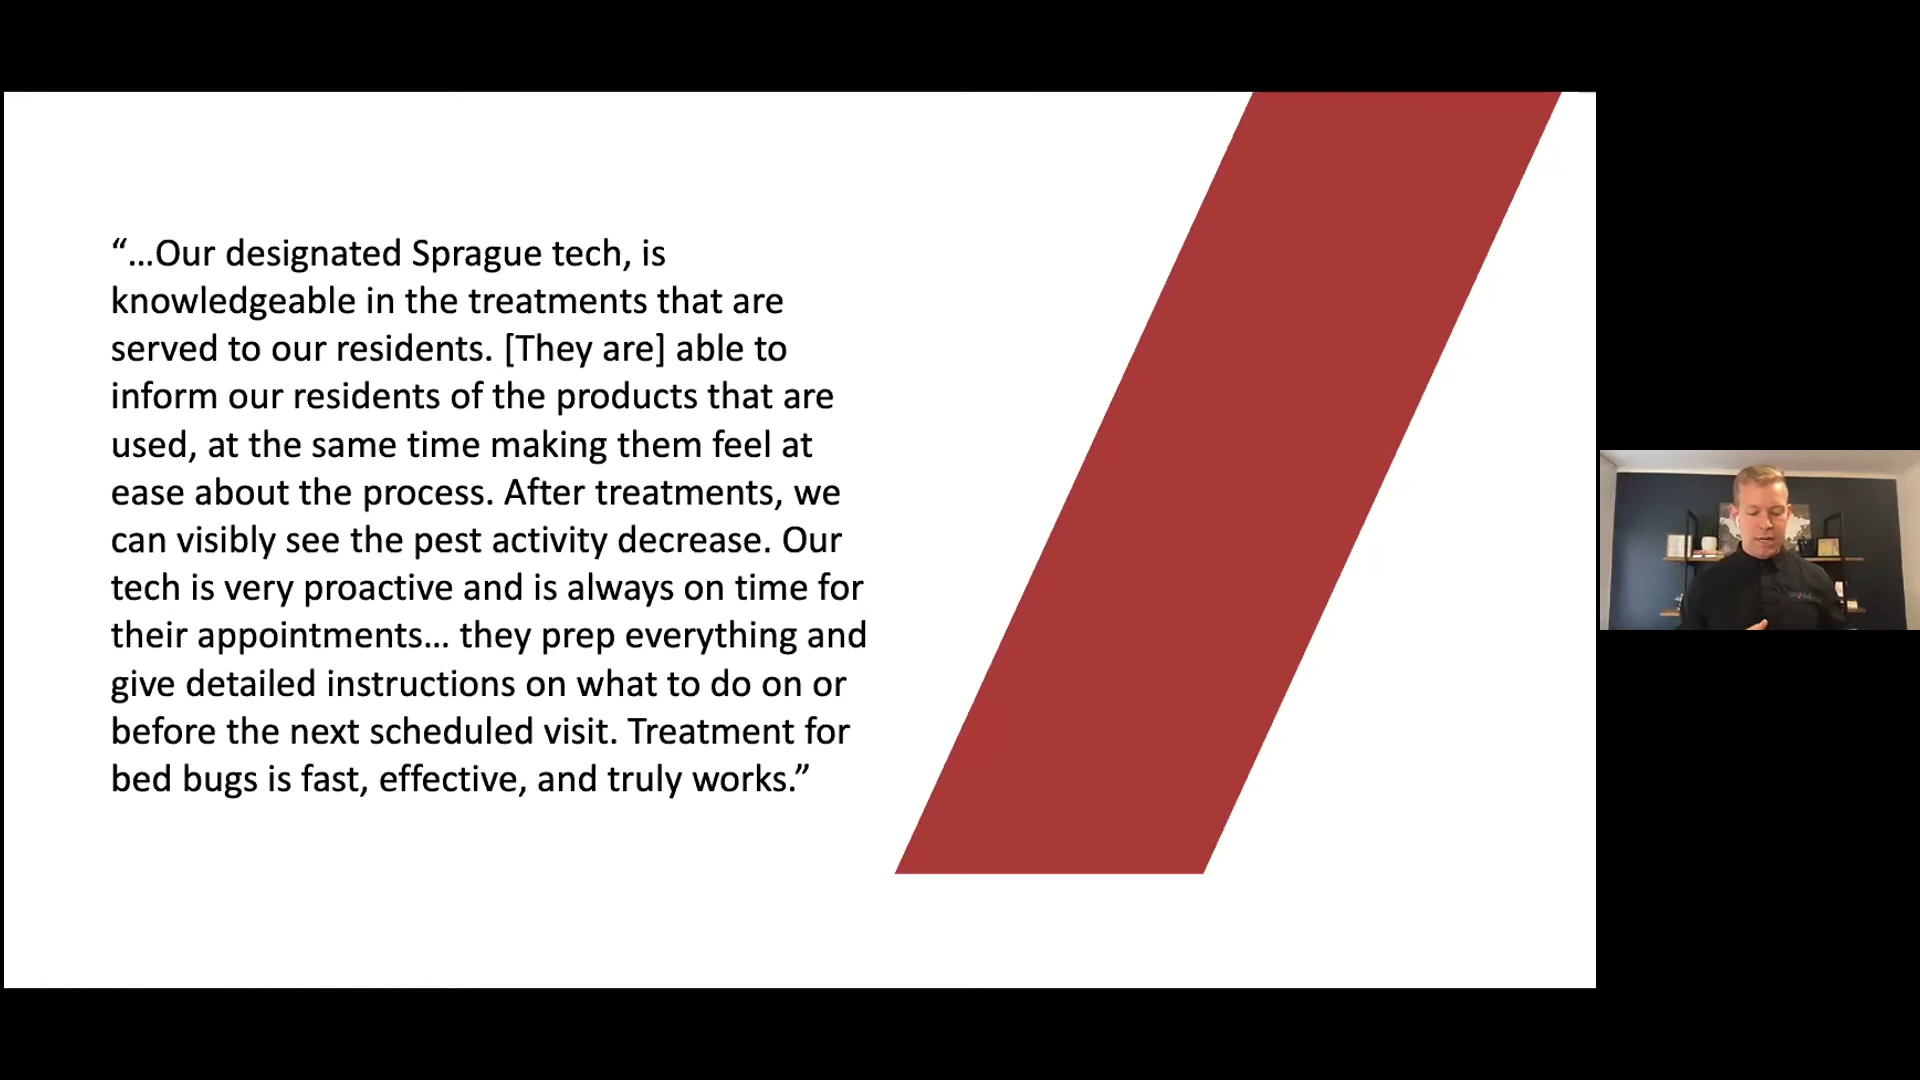 “...Our designated Sprague tech, is
knowledgeable in the treatments that are
served to our residents. [They are] able to
inform our residents of the products that are
used, at the same time making them feel at
ease about the process. After treatments, we
can visibly see the pest activity decrease. Our
tech is very proactive and is always on time for
their appointments... they prep everything and
give detailed instructions on what to do on or
before the next scheduled visit. Treatment for
bed bugs is fast, effective, and truly works.”